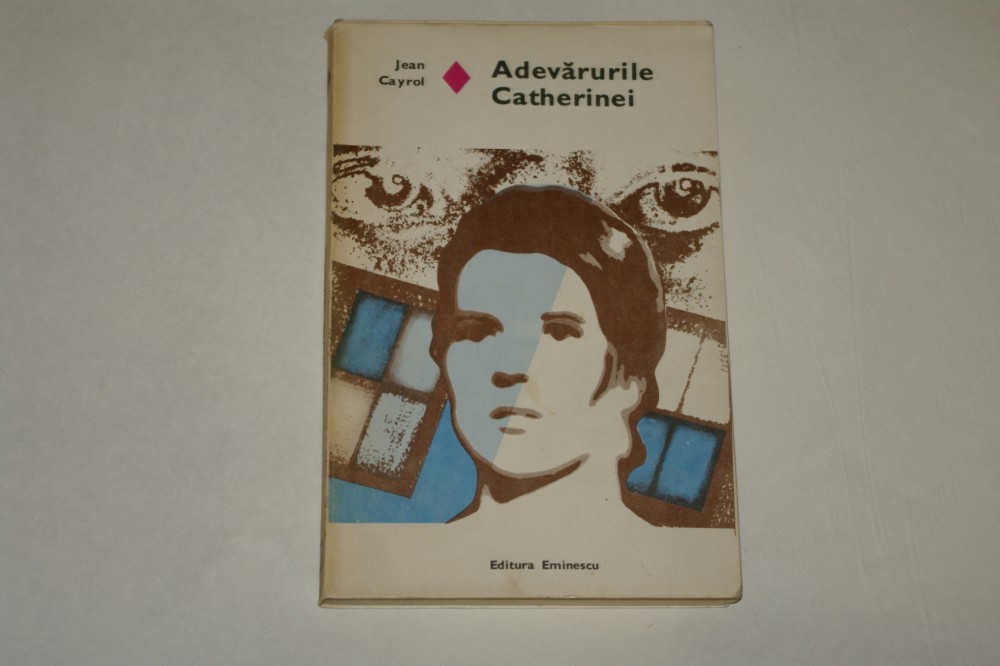 Jean
Cayrol
Adevărurile
Catherinei
Editura Eminescu